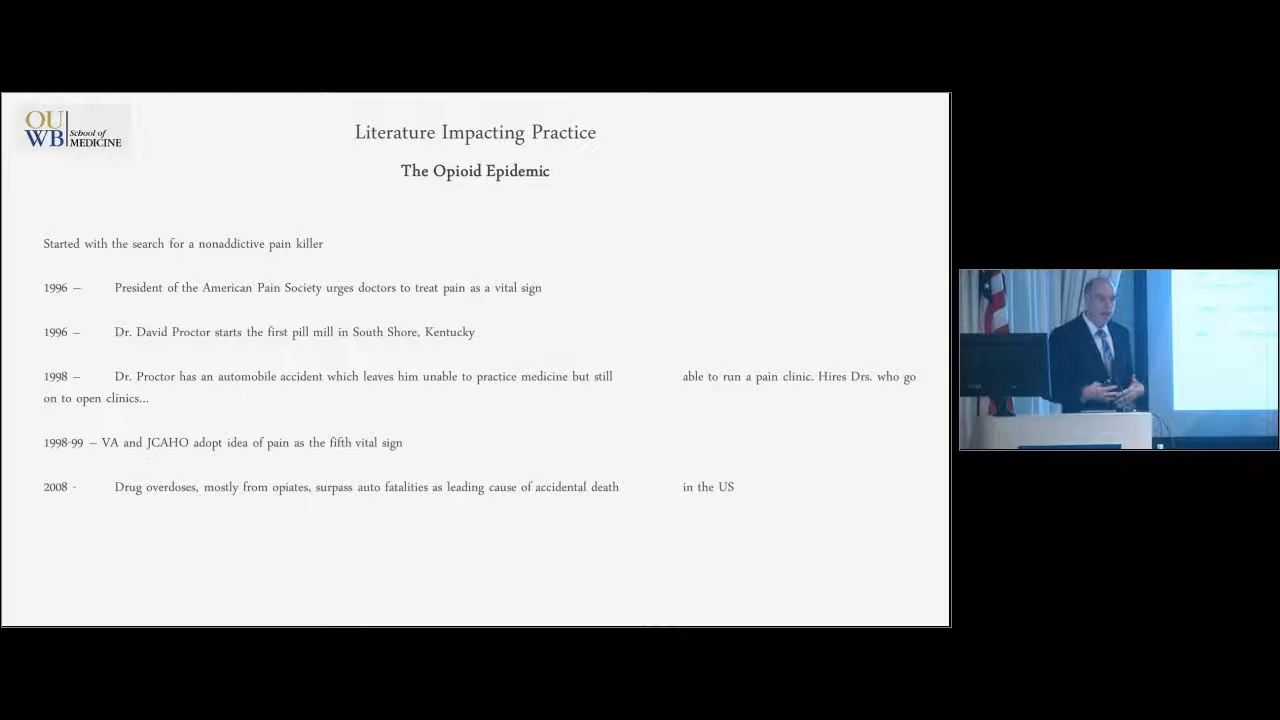 OU
WB School of
MEDICINE
Literature Impacting Practice
The Opioid Epidemic
Started with the search for a nonaddictive pain killer
1996 – President of the American Pain Society urges doctors to treat pain as a vital sign
1996 – Dr. David Proctor starts the first pill mill in South Shore, Kentucky
1998 – Dr. Proctor has an automobile accident which leaves him unable to practice medicine but still able to run a pain clinic. Hires Drs. who go
on to open clinics...
1998-99 – VA and JCAHO adopt idea of pain as the fifth vital sign
2008 - Drug overdoses, mostly from opiates, surpass auto fatalities as leading cause of accidental death in the US